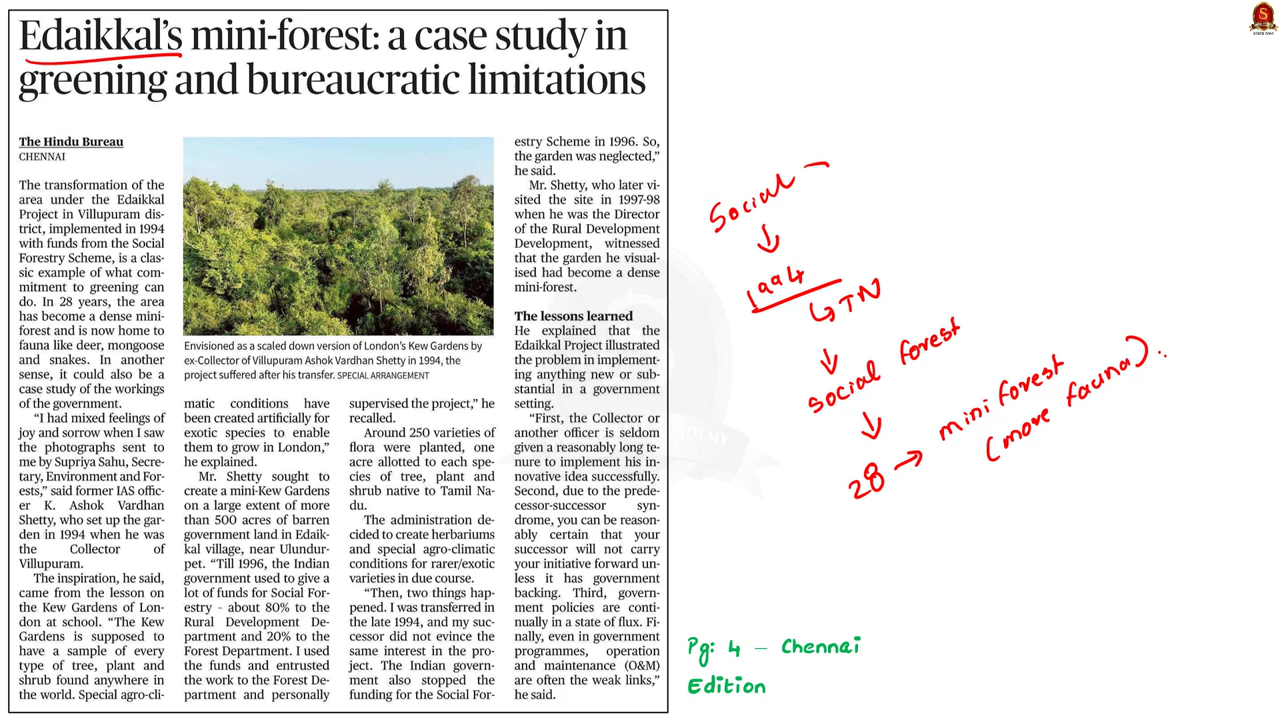 Edaikkal’s mini-forest: a case study in
greening and bureaucratic limitations
The Hindu Bureau
CHENNAI
The transformation of the
area under the Edaikkal
Project in Villupuram dis-
trict, implemented in 1994
with funds from the Social
Forestry Scheme, is a clas-
sic example of what com-
mitment to greening can
do. In 28 years, the area
has become a dense mini-
forest and is now home to
fauna like deer, mongoose
and snakes. In another
sense, it could also be a
case study of the workings
of the government.
“I had mixed feelings of
joy and sorrow when I saw
the photographs sent to
me by Supriya Sahu, Secre-
tary, Environment and For-
ests,” said former IAS offic-
er K. Ashok Vardhan
Shetty, who set up the gar-
den in 1994 when he was
the Collector of
Villupuram.
The inspiration, he said,
came from the lesson on
the Kew Gardens of Lon-
don at school. “The Kew
Gardens is supposed to
have a sample of every
type of tree, plant and
shrub found anywhere in
the world. Special agro-cli-
Envisioned as a scaled down version of London’s Kew Gardens by
ex-Collector of Villupuram Ashok Vardhan Shetty in 1994, the
project suffered after his transfer. SPECIAL ARRANGEMENT
matic conditions have
been created artificially for
exotic species to enable
them to grow in London,”
he explained.
Mr. Shetty sought to
create a mini-Kew Gardens
on a large extent of more
than 500 acres of barren
government land in Edaik-
kal village, near Ulundur-
pet. “Till 1996, the Indian
government used to give a
lot of funds for Social For-
estry – about 80% to the
Rural Development De-
partment and 20% to the
Forest Department. I used
the funds and entrusted
the work to the Forest De-
partment and personally
supervised the project,” he
recalled.
Around 250 varieties of
flora were planted, one
acre allotted to each spe-
cies of tree, plant and
shrub native to Tamil Na-
du.
The administration de-
cided to create herbariums
and special agro-climatic
conditions for rarer/exotic
varieties in due course.
“Then, two things hap-
pened. I was transferred in
the late 1994, and my suc-
cessor did not evince the
same interest in the pro-
ject. The Indian govern-
ment also stopped the
funding for the Social For-
estry Scheme in 1996. So,
the garden was neglected,”
he said.
Mr. Shetty, who later vi-
sited the site in 1997-98
when he was the Director
of the Rural Development
Development, witnessed
that the garden he visual-
ised had become a dense
mini-forest.
The lessons learned
He explained that the
Edaikkal Project illustrated
the problem in implement-
ing anything new or sub-
stantial in a government
setting.
“First, the Collector or
another officer is seldom
given a reasonably long te-
nure to implement his in-
novative idea successfully.
Second, due to the prede-
cessor-successor syn-
drome, you can be reason-
ably certain that your
successor will not carry
your initiative forward un-
less it has government
backing. Third, govern-
ment policies are conti-
nually in a state of flux. Fi-
nally, even in government
programmes, operation
and maintenance (O&M)
are often the weak links,”
he said.
Social
1994
TN
social forest
28 → mini forest
(more fauna)
Pg: 4 – Chennai
Edition